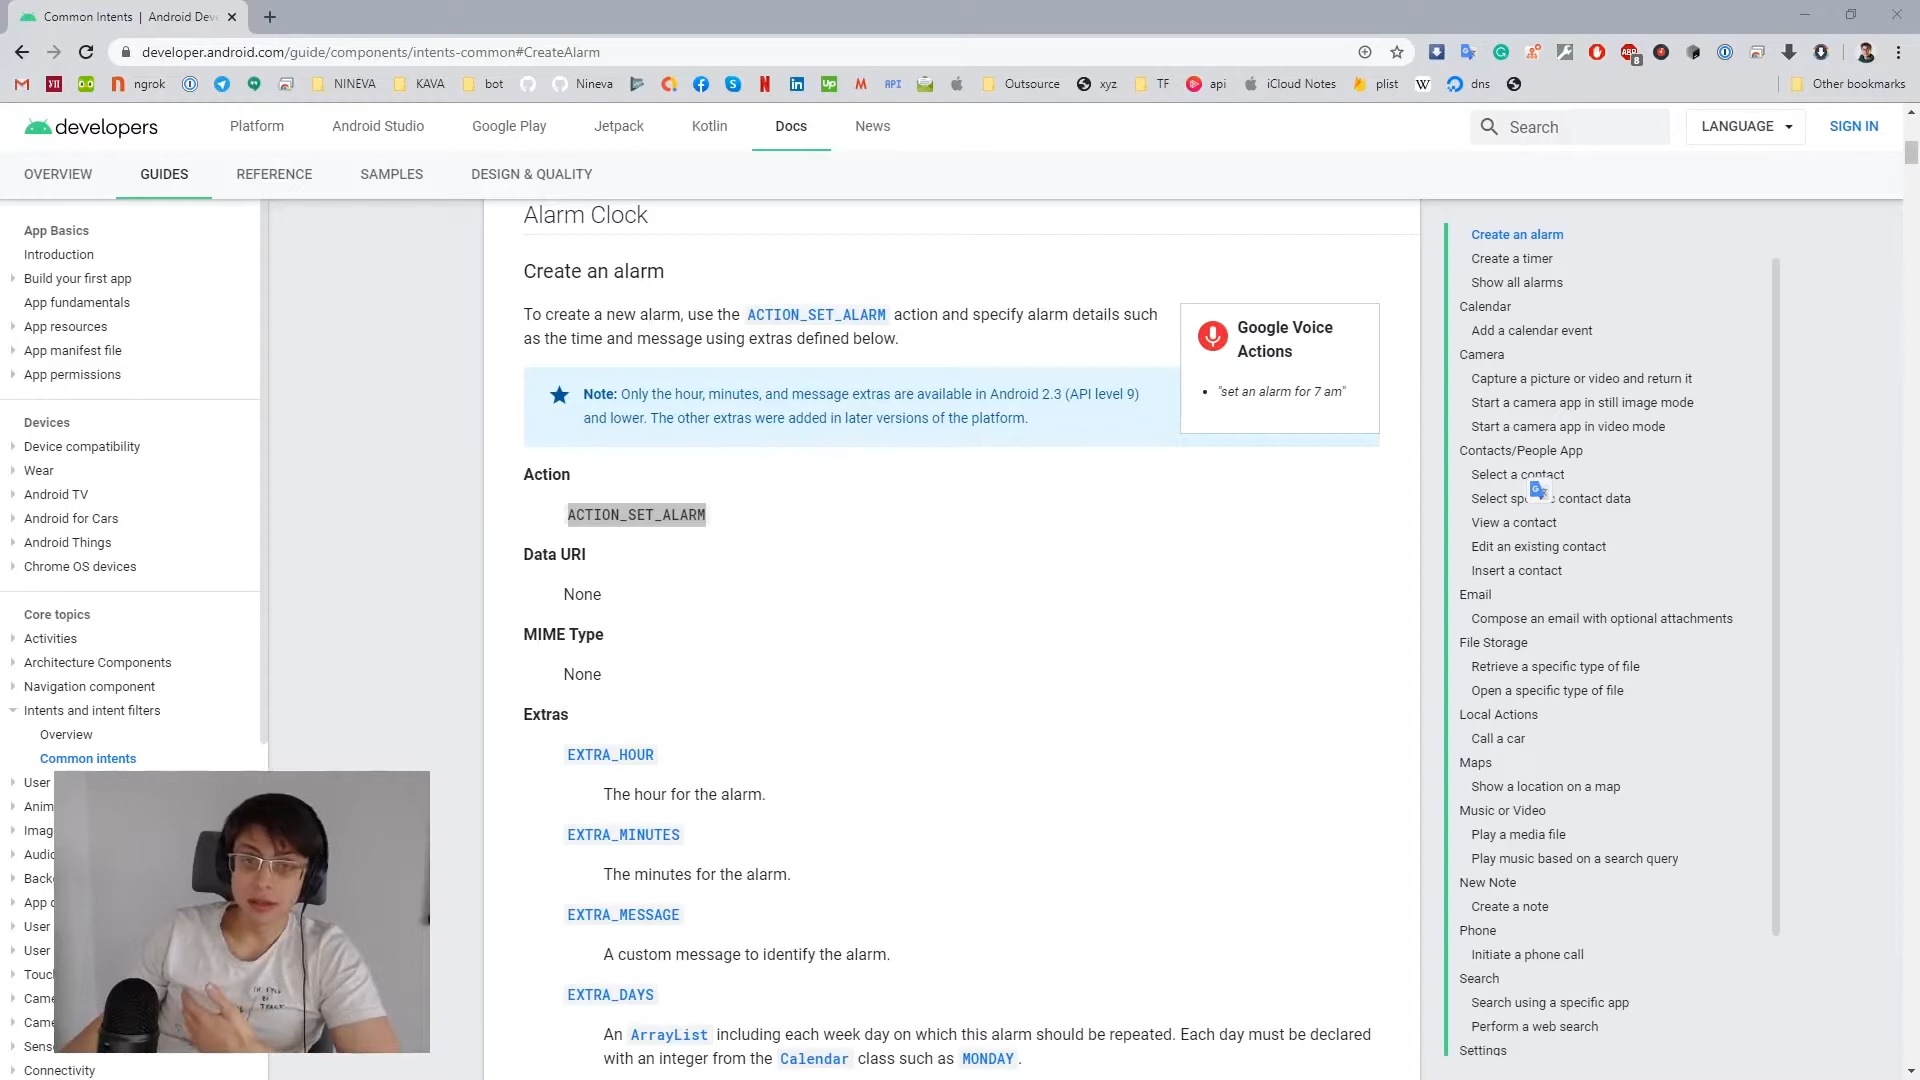 Common Intents | Android Deve
developer.android.com/guide/components/intents-common#CreateAlarm
ngrok
NINEVA
KAVA
bot
Nineva
Outsource
xyz
TF
api
iCloud Notes
plist
dns
Other bookmarks
developers
Platform
Android Studio
Google Play
Jetpack
Kotlin
Docs
News
Search
LANGUAGE
SIGN IN
OVERVIEW
GUIDES
REFERENCE
SAMPLES
DESIGN & QUALITY
App Basics
Introduction
Build your first app
App fundamentals
App resources
App manifest file
App permissions
Devices
Device compatibility
Wear
Android TV
Android for Cars
Android Things
Chrome OS devices
Core topics
Activities
Architecture Components
Navigation component
Intents and intent filters
Overview
Common intents
User
Anim
Imag
Audio
Back
App c
User
User
Touc
Came
Came
Sens
Connectivity
Alarm Clock
Create an alarm
To create a new alarm, use the ACTION_SET_ALARM action and specify alarm details such
as the time and message using extras defined below.
Google Voice
Actions
• "set an alarm for 7 am"
Note: Only the hour, minutes, and message extras are available in Android 2.3 (API level 9)
and lower. The other extras were added in later versions of the platform.
Action
ACTION_SET_ALARM
Data URI
None
MIME Type
None
Extras
EXTRA_HOUR
The hour for the alarm.
EXTRA_MINUTES
The minutes for the alarm.
EXTRA_MESSAGE
A custom message to identify the alarm.
EXTRA_DAYS
An ArrayList including each week day on which this alarm should be repeated. Each day must be declared
with an integer from the Calendar class such as MONDAY.
Create an alarm
Create a timer
Show all alarms
Calendar
Add a calendar event
Camera
Capture a picture or video and return it
Start a camera app in still image mode
Start a camera app in video mode
Contacts/People App
Select a contact
Select sp c contact data
View a contact
Edit an existing contact
Insert a contact
Email
Compose an email with optional attachments
File Storage
Retrieve a specific type of file
Open a specific type of file
Local Actions
Call a car
Maps
Show a location on a map
Music or Video
Play a media file
Play music based on a search query
New Note
Create a note
Phone
Initiate a phone call
Search
Search using a specific app
Perform a web search
Settings